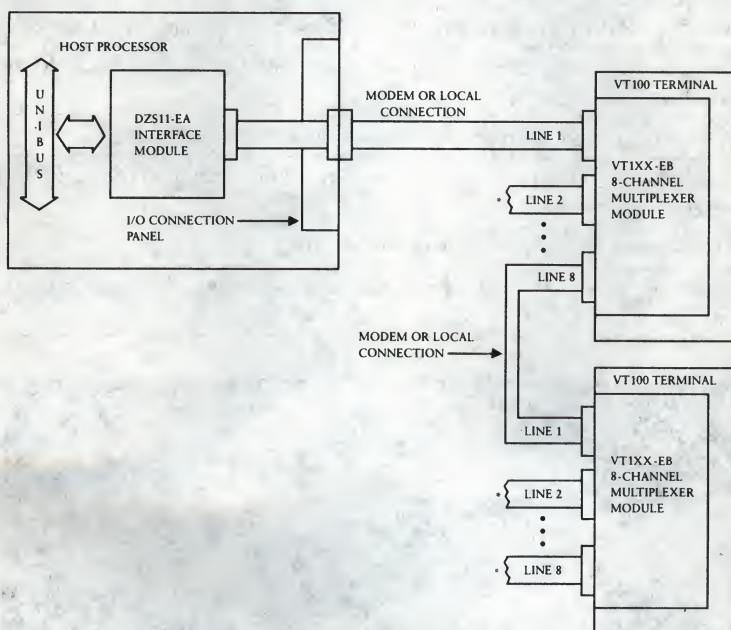 HOST PROCESSOR
UN-IBUS
DZS11-EA
INTERFACE
MODULE
I/O CONNECTION
PANEL
MODEM OR LOCAL
CONNECTION
VT100 TERMINAL
LINE 1
VT1XX-EB
8-CHANNEL
MULTIPLEXER
MODULE
* LINE 2
LINE 8
MODEM OR LOCAL
CONNECTION
VT100 TERMINAL
LINE 1
VT1XX-EB
8-CHANNEL
MULTIPLEXER
MODULE
* LINE 2
* LINE 8